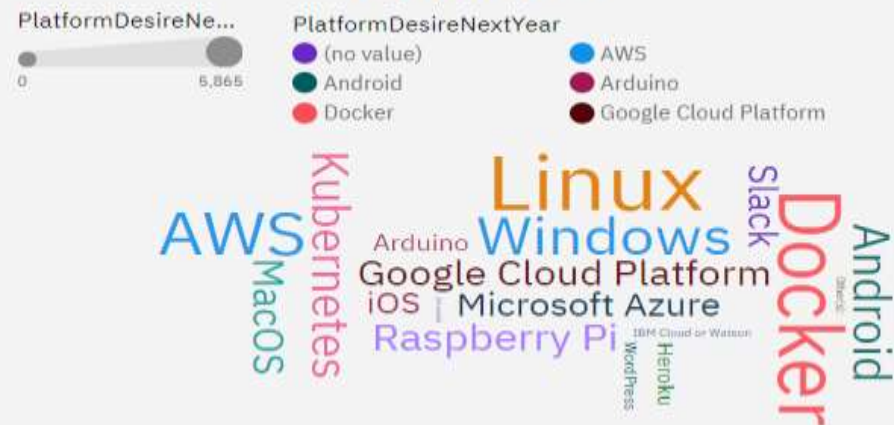 PlatformDesireNe...
0 5,865
PlatformDesireNextYear
(no value) AWS
Android Arduino
Docker Google Cloud Platform
Linux
Kubernetes
Slack
Docker
AWS
Arduino
Windows
Android
MacOS
Google Cloud Platform
iOS
Microsoft Azure
Raspberry Pi
IBM Cloud or Watson
WordPress
Heroku